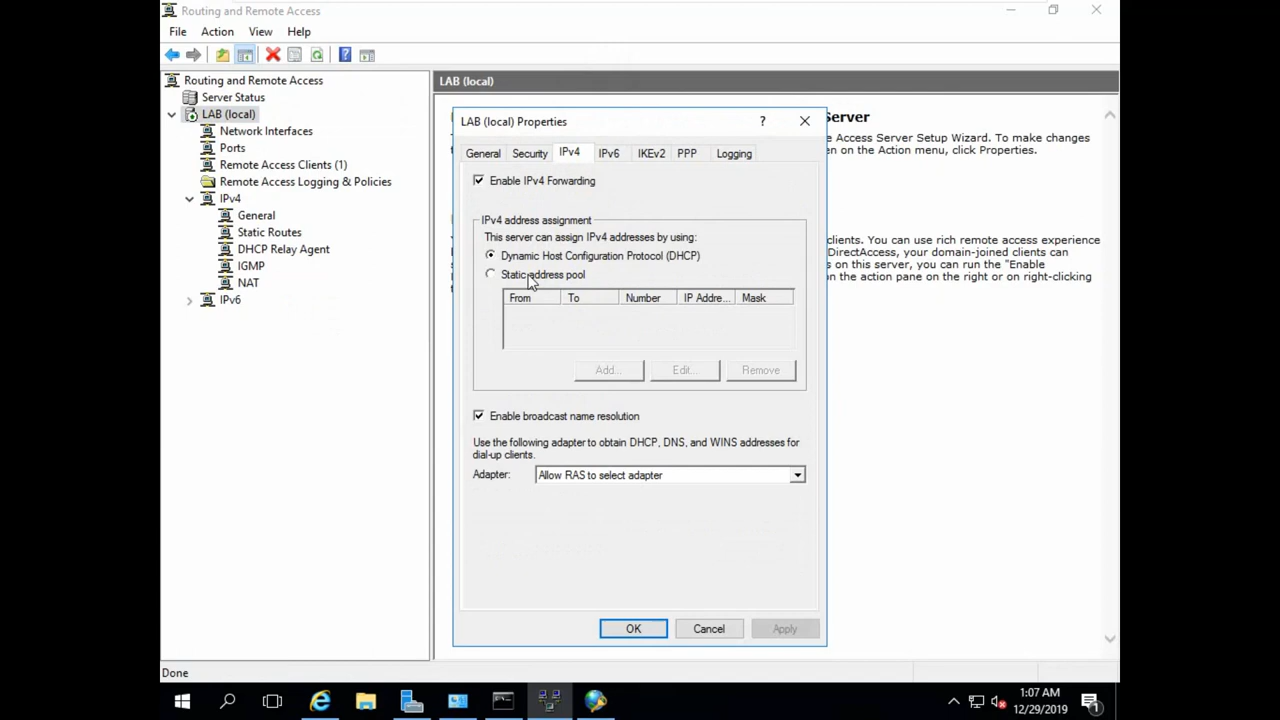 Routing and Remote Access
File Action View Help
Routing and Remote Access
Server Status
LAB (local)
Network Interfaces
Ports
Remote Access Clients (1)
Remote Access Logging & Policies
IPv4
General
Static Routes
DHCP Relay Agent
IGMP
NAT
IPv6
LAB (local)
Server
e Access Server Setup Wizard. To make changes
en on the Action menu, click Properties.
clients. You can use rich remote access experience
DirectAccess, your domain-joined clients can
s on this server, you can run the "Enable
on the action pane on the right or on right-clicking
LAB (local) Properties
General Security IPv4 IPv6 IKEv2 PPP Logging
Enable IPv4 Forwarding
IPv4 address assignment
This server can assign IPv4 addresses by using:
Dynamic Host Configuration Protocol (DHCP)
Static address pool
From To Number IP Addre... Mask
Add... Edit... Remove
Enable broadcast name resolution
Use the following adapter to obtain DHCP, DNS, and WINS addresses for
dial-up clients.
Adapter: Allow RAS to select adapter
OK Cancel Apply
Done
1:07 AM
12/29/2019
1